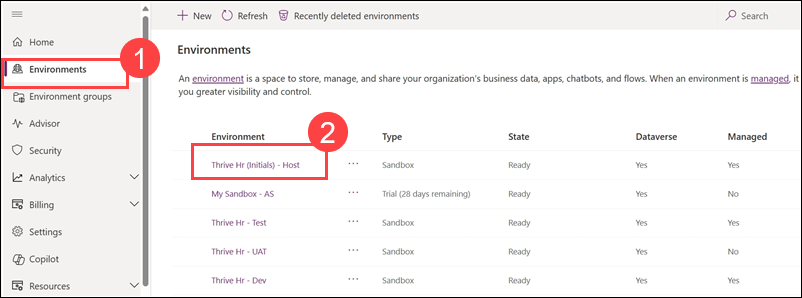 New Refresh Recently deleted environments Search
Home
Environments
Environment groups
Advisor
Security
Analytics
Billing
Settings
Copilot
Resources
1
Environments
An environment is a space to store, manage, and share your organization's business data, apps, chatbots, and flows. When an environment is managed, it
you greater visibility and control.
2
Environment Type State Dataverse Managed
Thrive Hr (Initials) - Host ... Sandbox Ready Yes Yes
My Sandbox - AS ... Trial (28 days remaining) Ready Yes No
Thrive Hr - Test ... Sandbox Ready Yes Yes
Thrive Hr - UAT ... Sandbox Ready Yes No
Thrive Hr - Dev ... Sandbox Ready Yes Yes